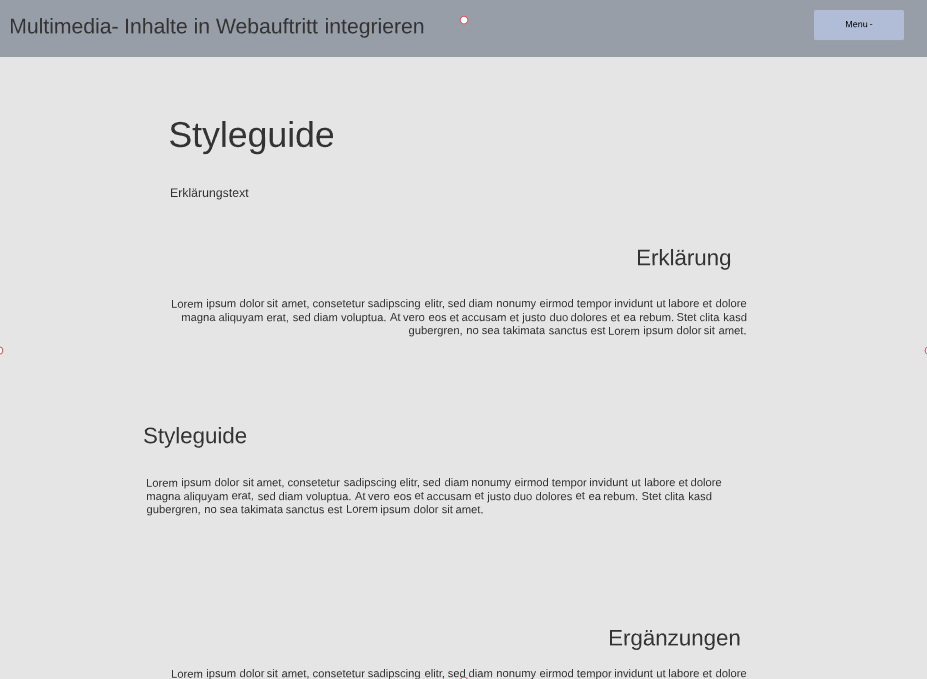 Multimedia- Inhalte in Webauftritt integrieren
Menu -
Styleguide
Erklärungstext
Erklärung
Lorem ipsum dolor sit amet, consetetur sadipscing elitr, sed diam nonumy eirmod tempor invidunt ut labore et dolore
magna aliquyam erat, sed diam voluptua. At vero eos et accusam et justo duo dolores et ea rebum. Stet clita kasd
gubergren, no sea takimata sanctus est Lorem ipsum dolor sit amet.
Styleguide
Lorem ipsum dolor sit amet, consetetur sadipscing elitr, sed diam nonumy eirmod tempor invidunt ut labore et dolore
magna aliquyam erat, sed diam voluptua. At vero eos et accusam et justo duo dolores et ea rebum. Stet clita kasd
gubergren, no sea takimata sanctus est Lorem ipsum dolor sit amet.
Ergänzungen
Lorem ipsum dolor sit amet, consetetur sadipscing elitr, sed diam nonumy eirmod tempor invidunt ut labore et dolore